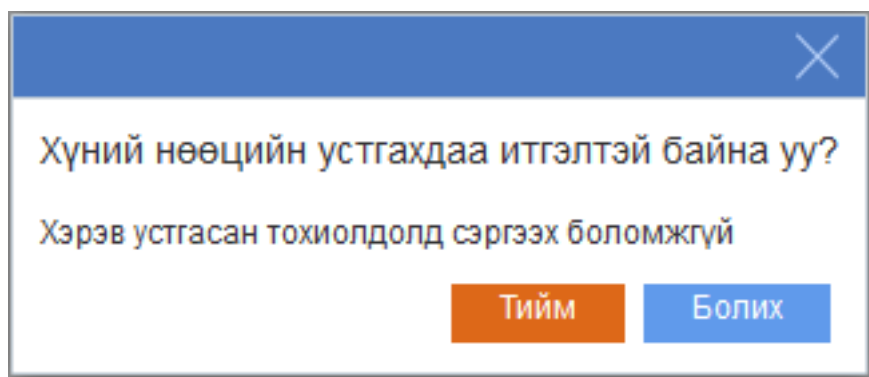 Хүний нөөцийн устгахдаа итгэлтэй байна уу?
Хэрэв устгасан тохиолдолд сэргээх боломжгүй
Тийм Болих